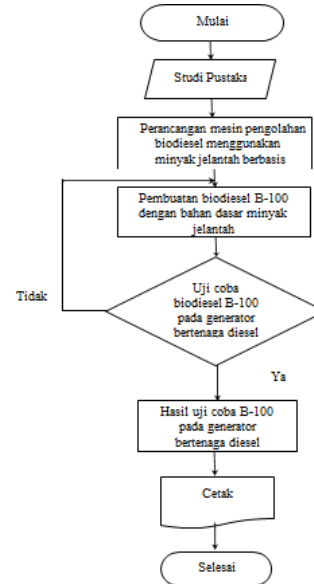 Mulai
Studi Pustaka
Perancangan mesin pengolahan
biodiesel menggunakan
minyak jelantah berbasis
Pembuatan biodiesel B-100
dengan bahan dasar minyak
jelantah
Uji coba
biodiesel B-100
pada generator
bertenaga diesel
Tidak
Ya
Hasil uji coba B-100
pada generator
bertenaga diesel
Cetak
Selesai